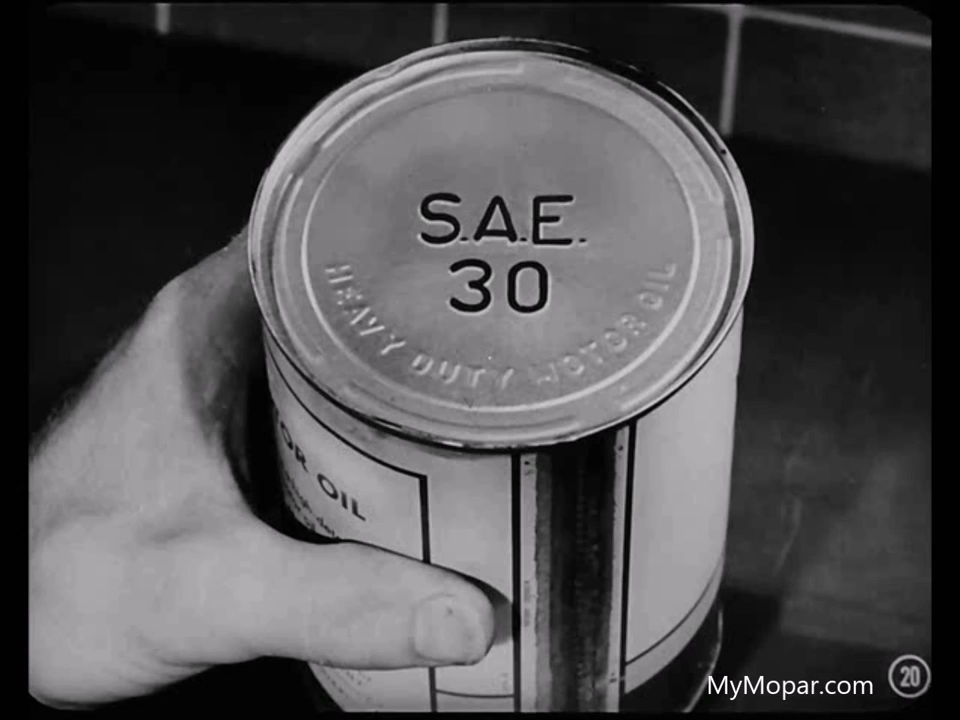 S.A.E.
30
HEAVY DUTY MOTOR OIL
OR OIL
MyMopar.com
20